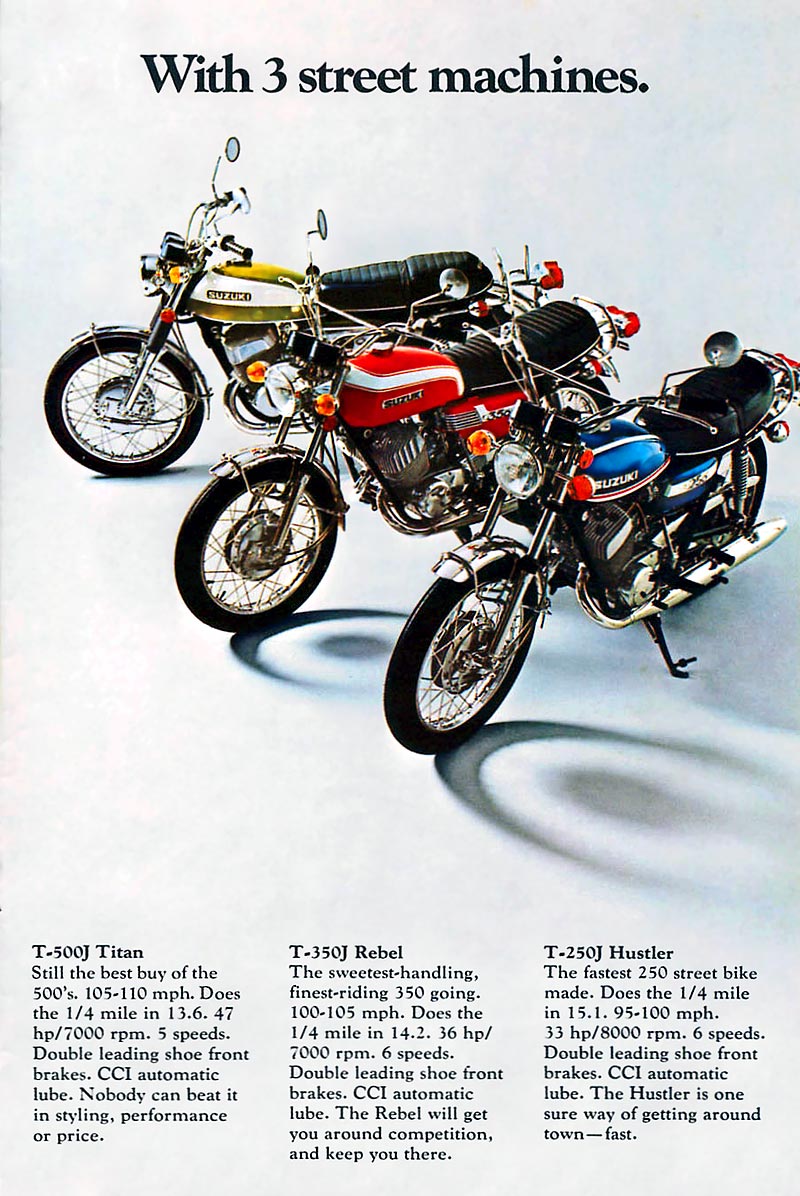 With 3 street machines.
SUZUKI
SUZUKI
350
SUZUKI
250
T-500J Titan
Still the best buy of the
500's. 105-110 mph. Does
the 1/4 mile in 13.6. 47
hp/7000 rpm. 5 speeds.
Double leading shoe front
brakes. CCI automatic
lube. Nobody can beat it
in styling, performance
or price.
T-350J Rebel
The sweetest-handling,
finest-riding 350 going.
100-105 mph. Does the
1/4 mile in 14.2. 36 hp/
7000 rpm. 6 speeds.
Double leading shoe front
brakes. CCI automatic
lube. The Rebel will get
you around competition,
and keep you there.
T-250J Hustler
The fastest 250 street bike
made. Does the 1/4 mile
in 15.1. 95-100 mph.
33 hp/8000 rpm. 6 speeds.
Double leading shoe front
brakes. CCI automatic
lube. The Hustler is one
sure way of getting around
town—fast.